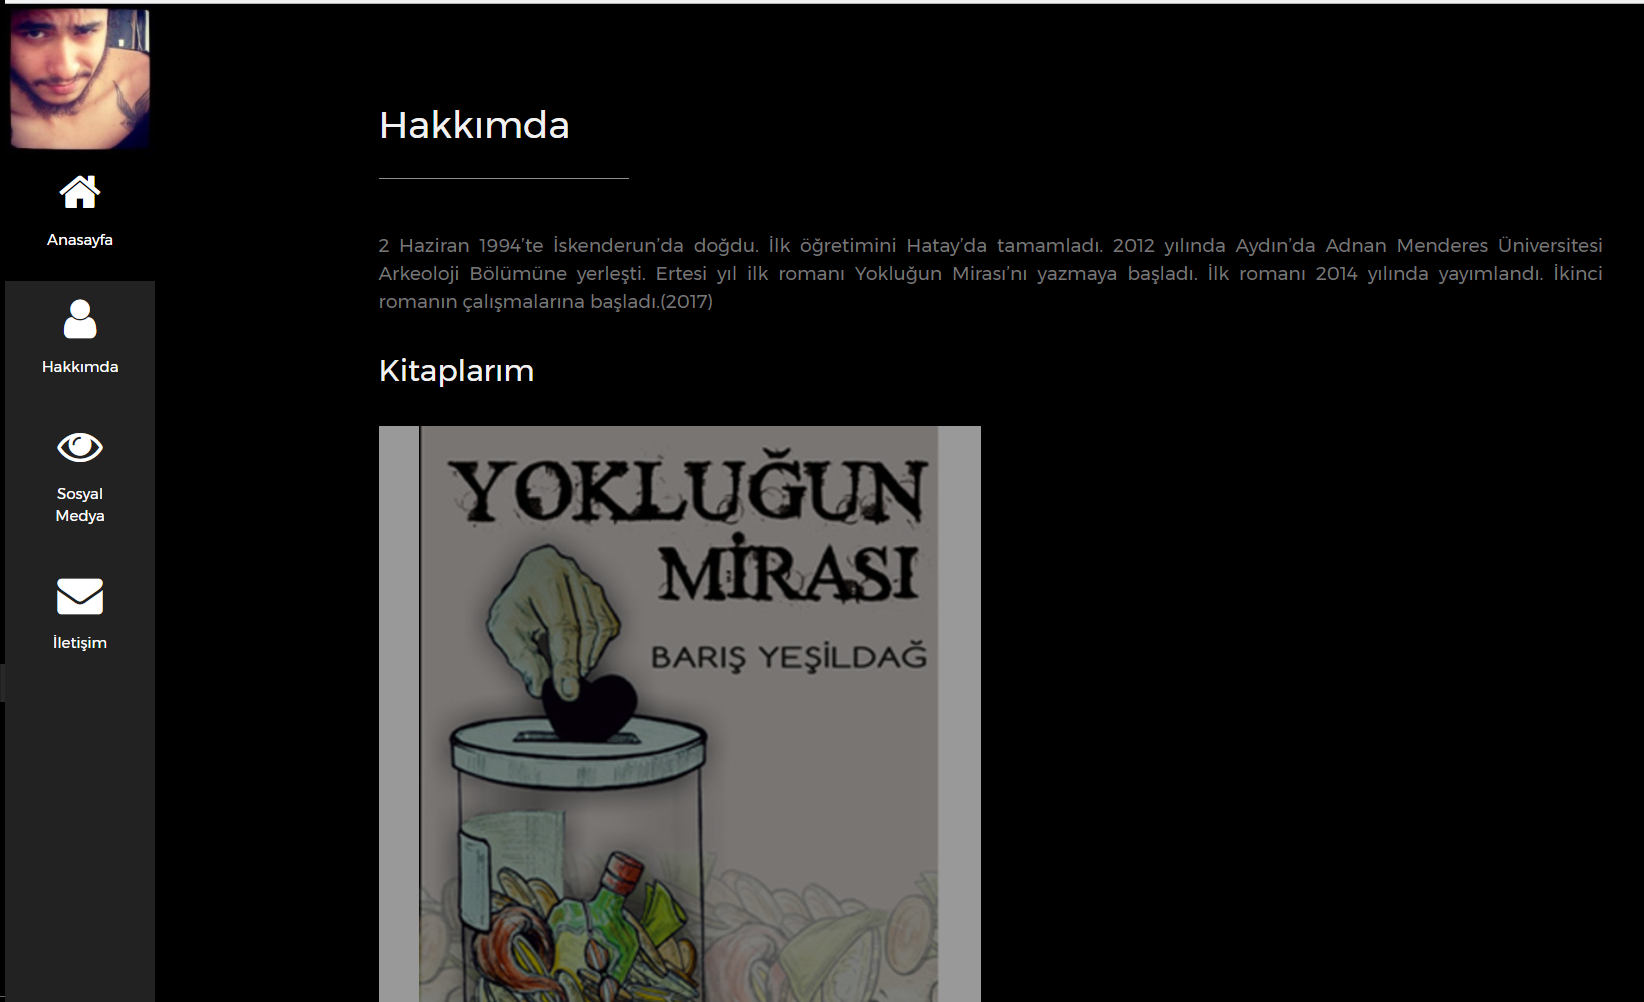 Anasayfa
Hakkımda
Sosyal
Medya
İletişim
Hakkımda
2 Haziran 1994'te İskenderun'da doğdu. İlk öğretimini Hatay'da tamamladı. 2012 yılında Aydın'da Adnan Menderes Üniversitesi
Arkeoloji Bölümüne yerleşti. Ertesi yıl ilk romanı Yokluğun Mirası'nı yazmaya başladı. İlk romanı 2014 yılında yayımlandı. İkinci
romanın çalışmalarına başladı.(2017)
Kitaplarım
YOKLUĞUN
MİRASI
BARIŞ YEŞİLDAĞ